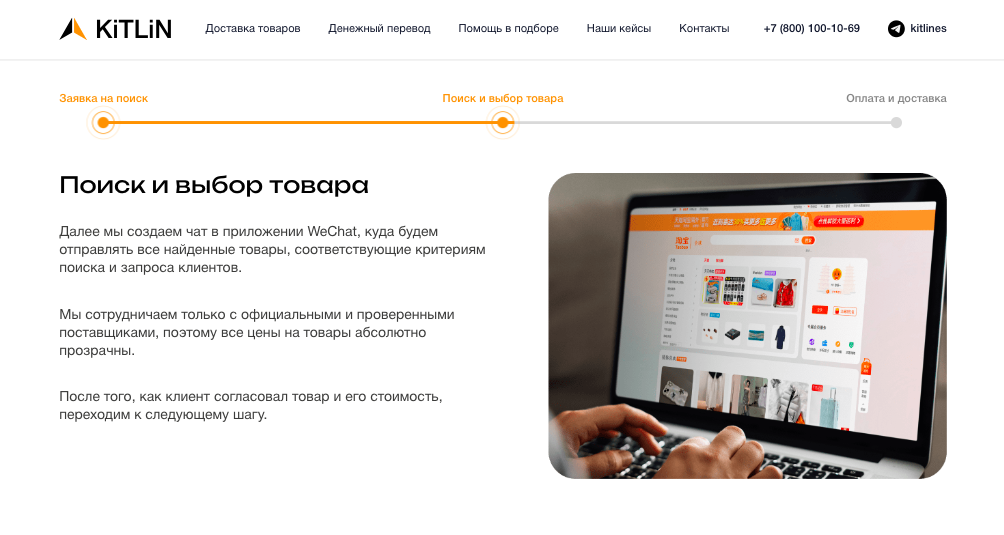 KiTLiN
Доставка товаров
Денежный перевод
Помощь в подборе
Наши кейсы
Контакты
+7 (800) 100-10-69
kitlines
Заявка на поиск
Поиск и выбор товара
Оплата и доставка
Поиск и выбор товара
Далее мы создаем чат в приложении WeChat, куда будем
отправлять все найденные товары, соответствующие критериям
поиска и запроса клиентов.
Мы сотрудничаем только с официальными и проверенными
поставщиками, поэтому все цены на товары абсолютно
прозрачны.
После того, как клиент согласовал товар и его стоимость,
переходим к следующему шагу.
淘宝